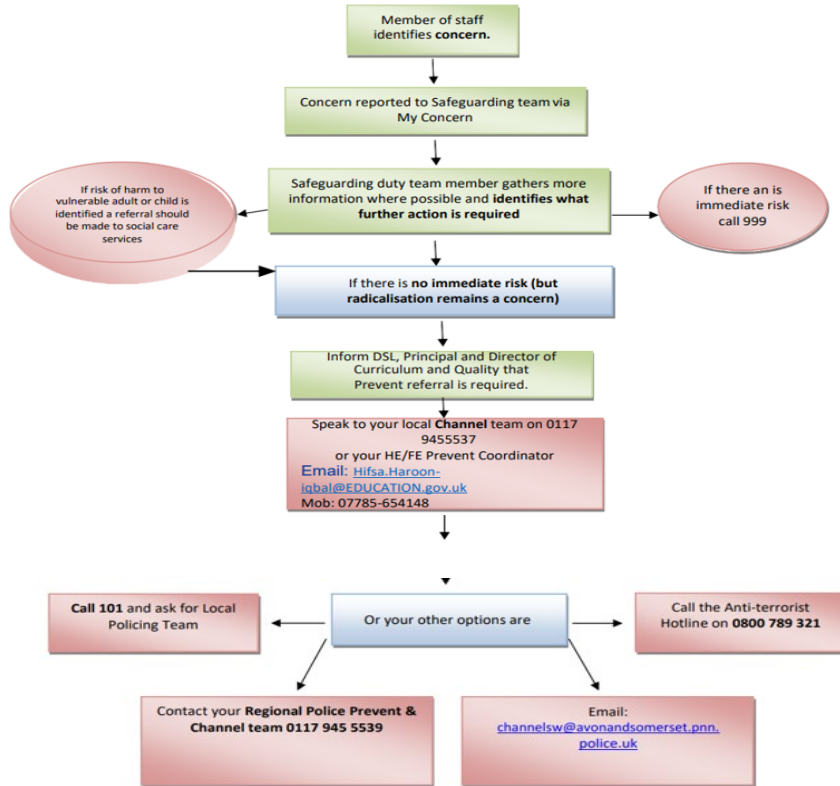 Member of staff
identifies concern.
Concern reported to Safeguarding team via
My Concern
If risk of harm to
vulnerable adult or child is
identified a referral should
be made to social care
services
Safeguarding duty team member gathers more
information where possible and identifies what
further action is required
If there an is
immediate risk
call 999
If there is no immediate risk (but
radicalisation remains a concern)
Inform DSL, Principal and Director of
Curriculum and Quality that
Prevent referral is required.
Speak to your local Channel team on 0117
9455537
or your HE/FE Prevent Coordinator
Email: Hifsa.Haroon-
iqbal@EDUCATION.gov.uk
Mob: 07785-654148
Call 101 and ask for Local
Policing Team
Or your other options are
Call the Anti-terrorist
Hotline on 0800 789 321
Contact your Regional Police Prevent &
Channel team 0117 945 5539
Email:
channelsw@avonandsomerset.pnn.
police.uk